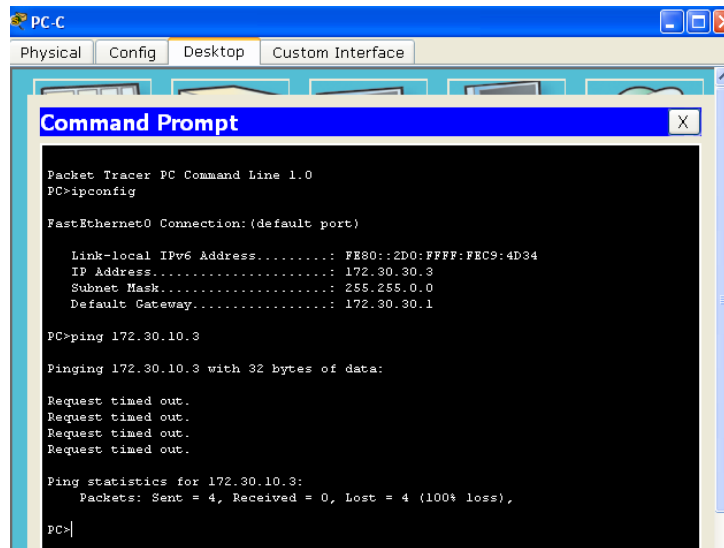 PC-C
Physical Config Desktop Custom Interface
Command Prompt X
Packet Tracer PC Command Line 1.0
PC>ipconfig
FastEthernet0 Connection:(default port)
Link-local IPv6 Address.........: FE80::2D0:FFFF:FEC9:4D34
IP Address......................: 172.30.30.3
Subnet Mask.....................: 255.255.0.0
Default Gateway.................: 172.30.30.1
PC>ping 172.30.10.3
Pinging 172.30.10.3 with 32 bytes of data:
Request timed out.
Request timed out.
Request timed out.
Request timed out.
Ping statistics for 172.30.10.3:
Packets: Sent = 4, Received = 0, Lost = 4 (100% loss),
PC>